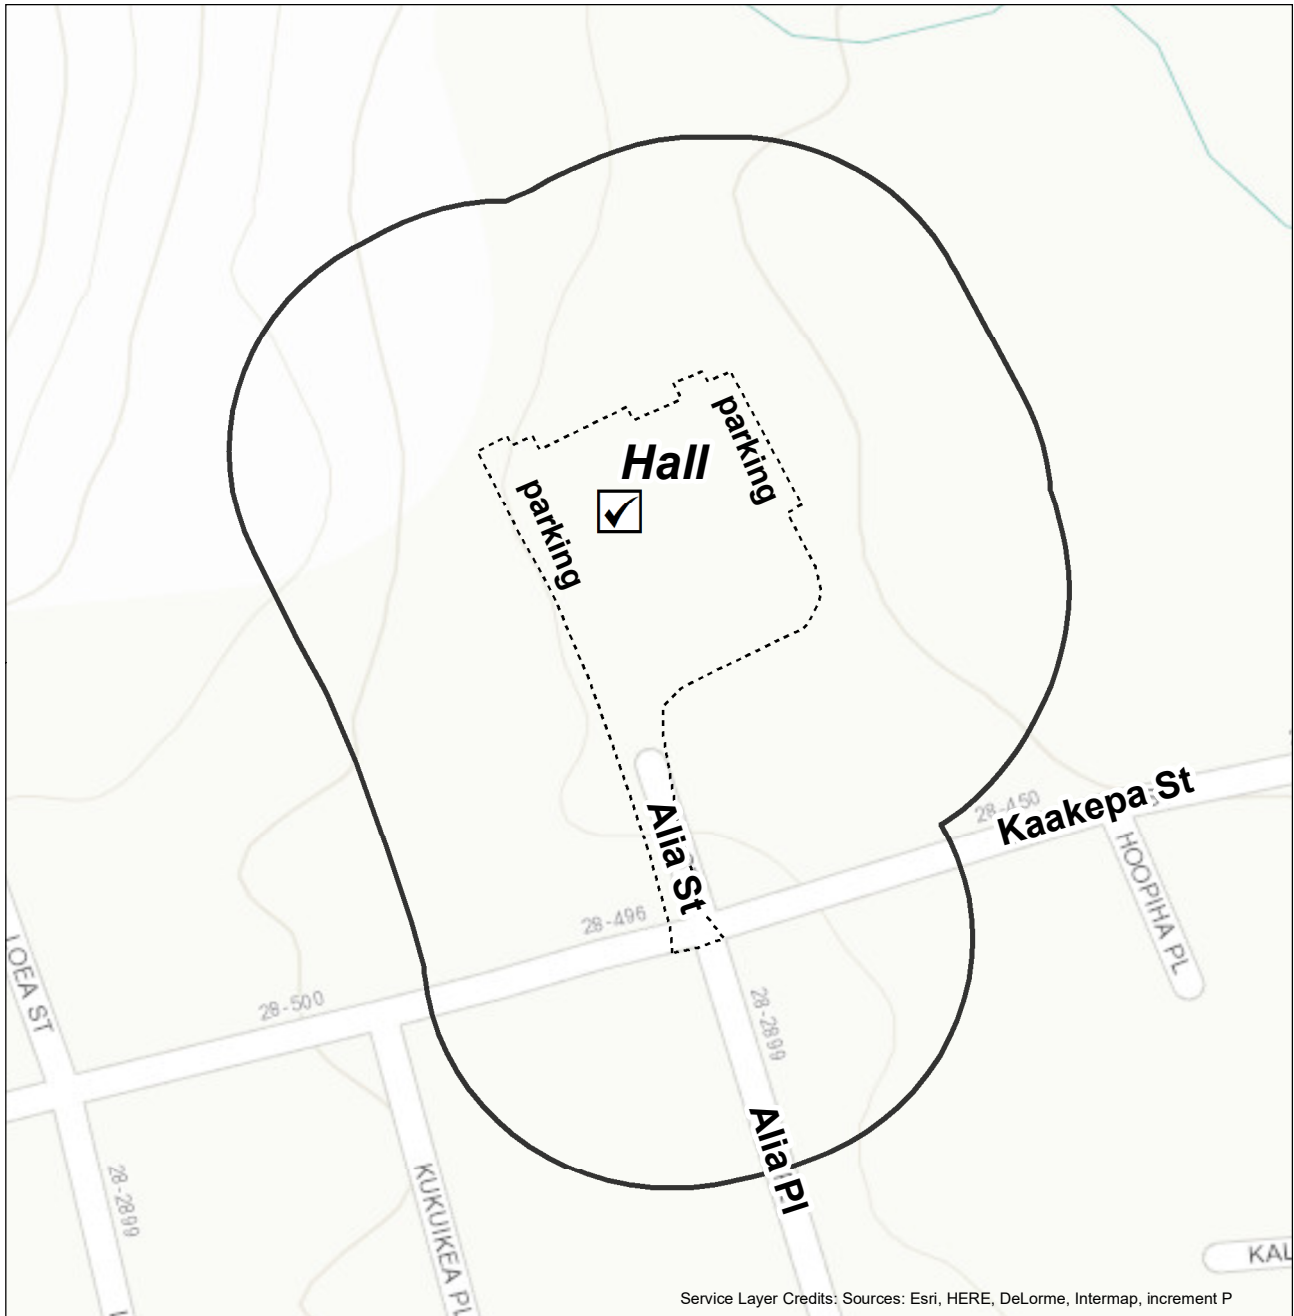 parking
Hall
parking
Alia St
Kaakepa St
28-450
HOOPIHA PL
28-496
LOEA ST
28-500
28-2899
Alia Pl
28-2899
KUKUIKEA PL
KAL
Service Layer Credits: Sources: Esri, HERE, DeLorme, Intermap, increment P